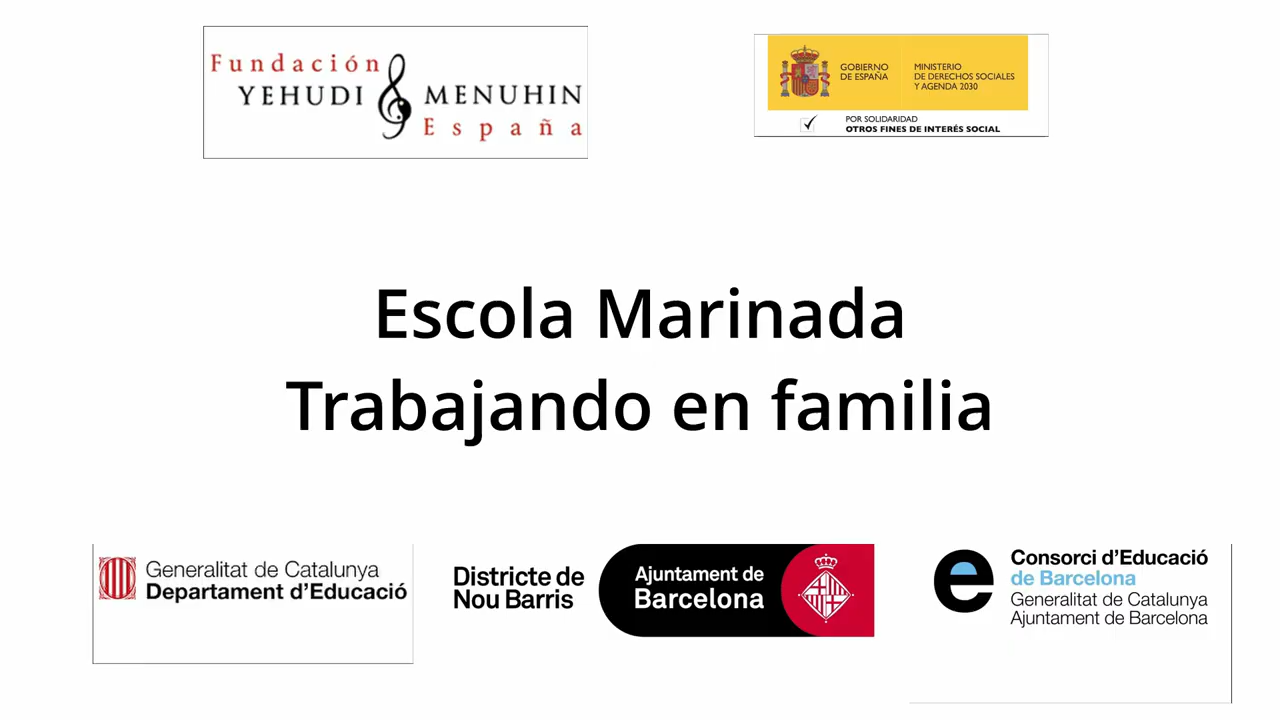 Fundación
YEHUDI MENUHIN
España
GOBIERNO
DE ESPAÑA
MINISTERIO
DE DERECHOS SOCIALES
Y AGENDA 2030
POR SOLIDARIDAD
OTROS FINES DE INTERÉS SOCIAL
Escola Marinada
Trabajando en familia
Generalitat de Catalunya
Departament d'Educació
Districte de
Nou Barris
Ajuntament de
Barcelona
e
Consorci d'Educació
de Barcelona
Generalitat de Catalunya
Ajuntament de Barcelona